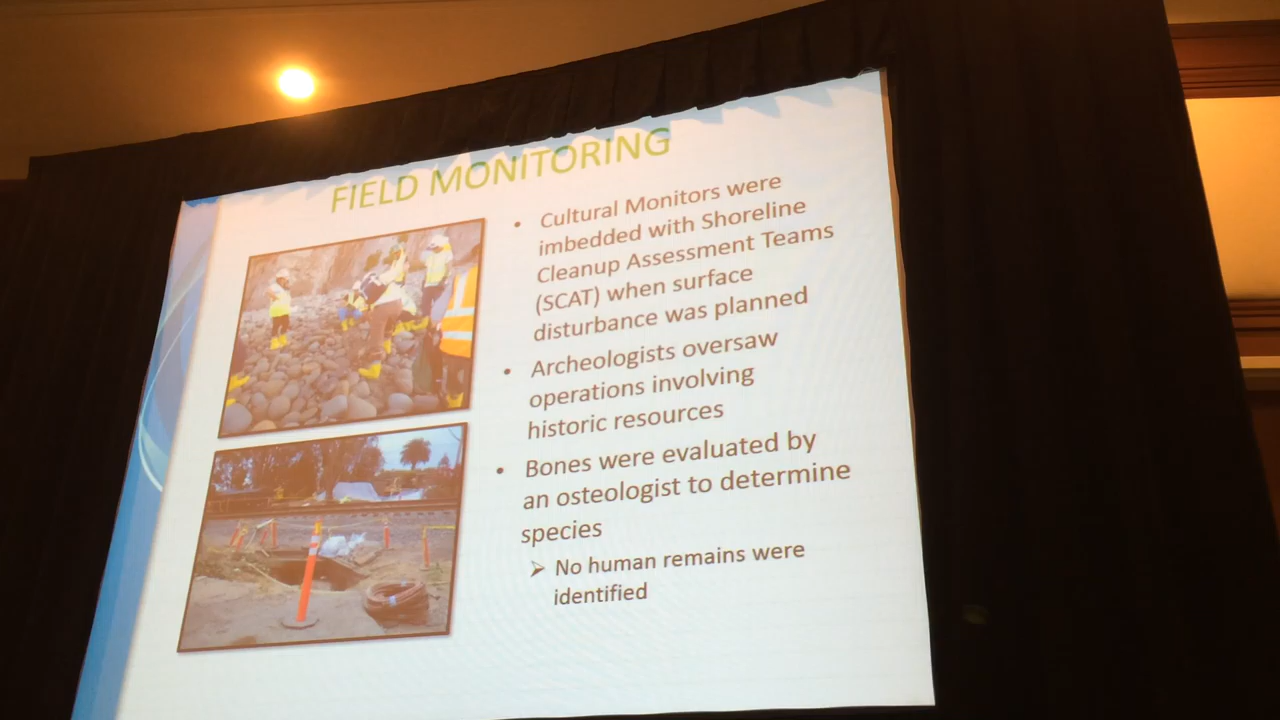 FIELD MONITORING
• Cultural Monitors were
imbedded with Shoreline
Cleanup Assessment Teams
(SCAT) when surface
disturbance was planned
• Archeologists oversaw
operations involving
historic resources
• Bones were evaluated by
an osteologist to determine
species
➢ No human remains were
identified